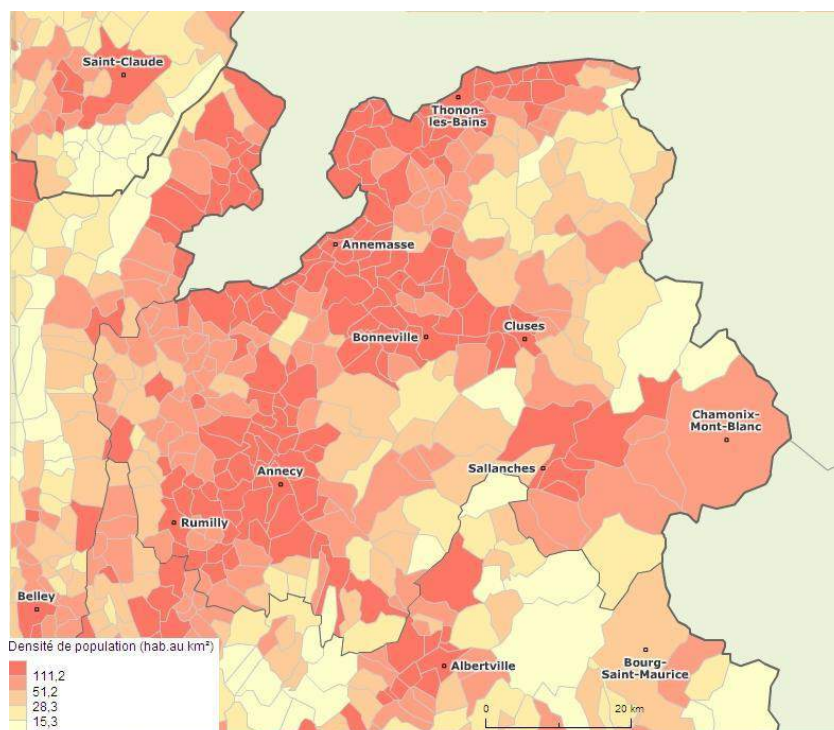 Saint-Claude
Thonon-
les-Bains
Annemasse
Bonneville
Cluses
Chamonix-
Mont-Blanc
Sallanches
Annecy
Rumilly
Belley
Albertville
Bourg-
Saint-Maurice
Densité de population (hab.au km²)
111,2
51,2
28,3
15,3
0 20 km